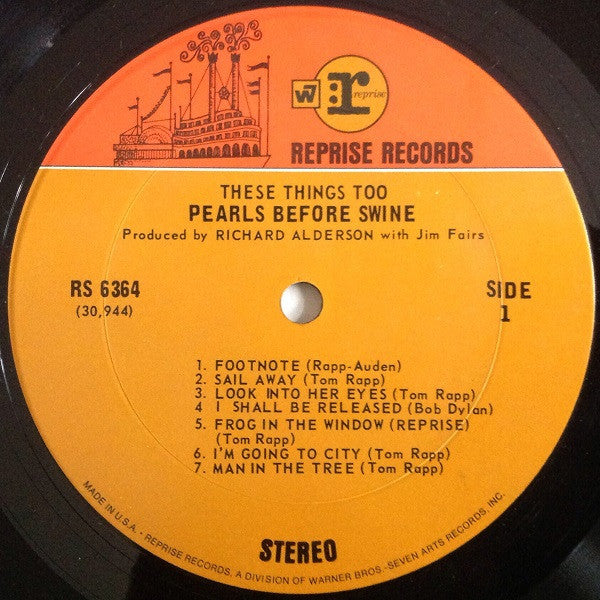 W7 r reprise
REPRISE RECORDS
THESE THINGS TOO
PEARLS BEFORE SWINE
Produced by RICHARD ALDERSON with Jim Fairs
RS 6364
(30,944)
SIDE
1
1. FOOTNOTE (Rapp-Auden)
2. SAIL AWAY (Tom Rapp)
3. LOOK INTO HER EYES (Tom Rapp)
4 I SHALL BE RELEASED (Bob Dylan)
5. FROG IN THE WINDOW (REPRISE)
(Tom Rapp)
6. I'M GOING TO CITY (Tom Rapp)
7. MAN IN THE TREE (Tom Rapp)
STEREO
MADE IN U.S.A. - REPRISE RECORDS, A DIVISION OF WARNER BROS.-SEVEN ARTS RECORDS, INC.